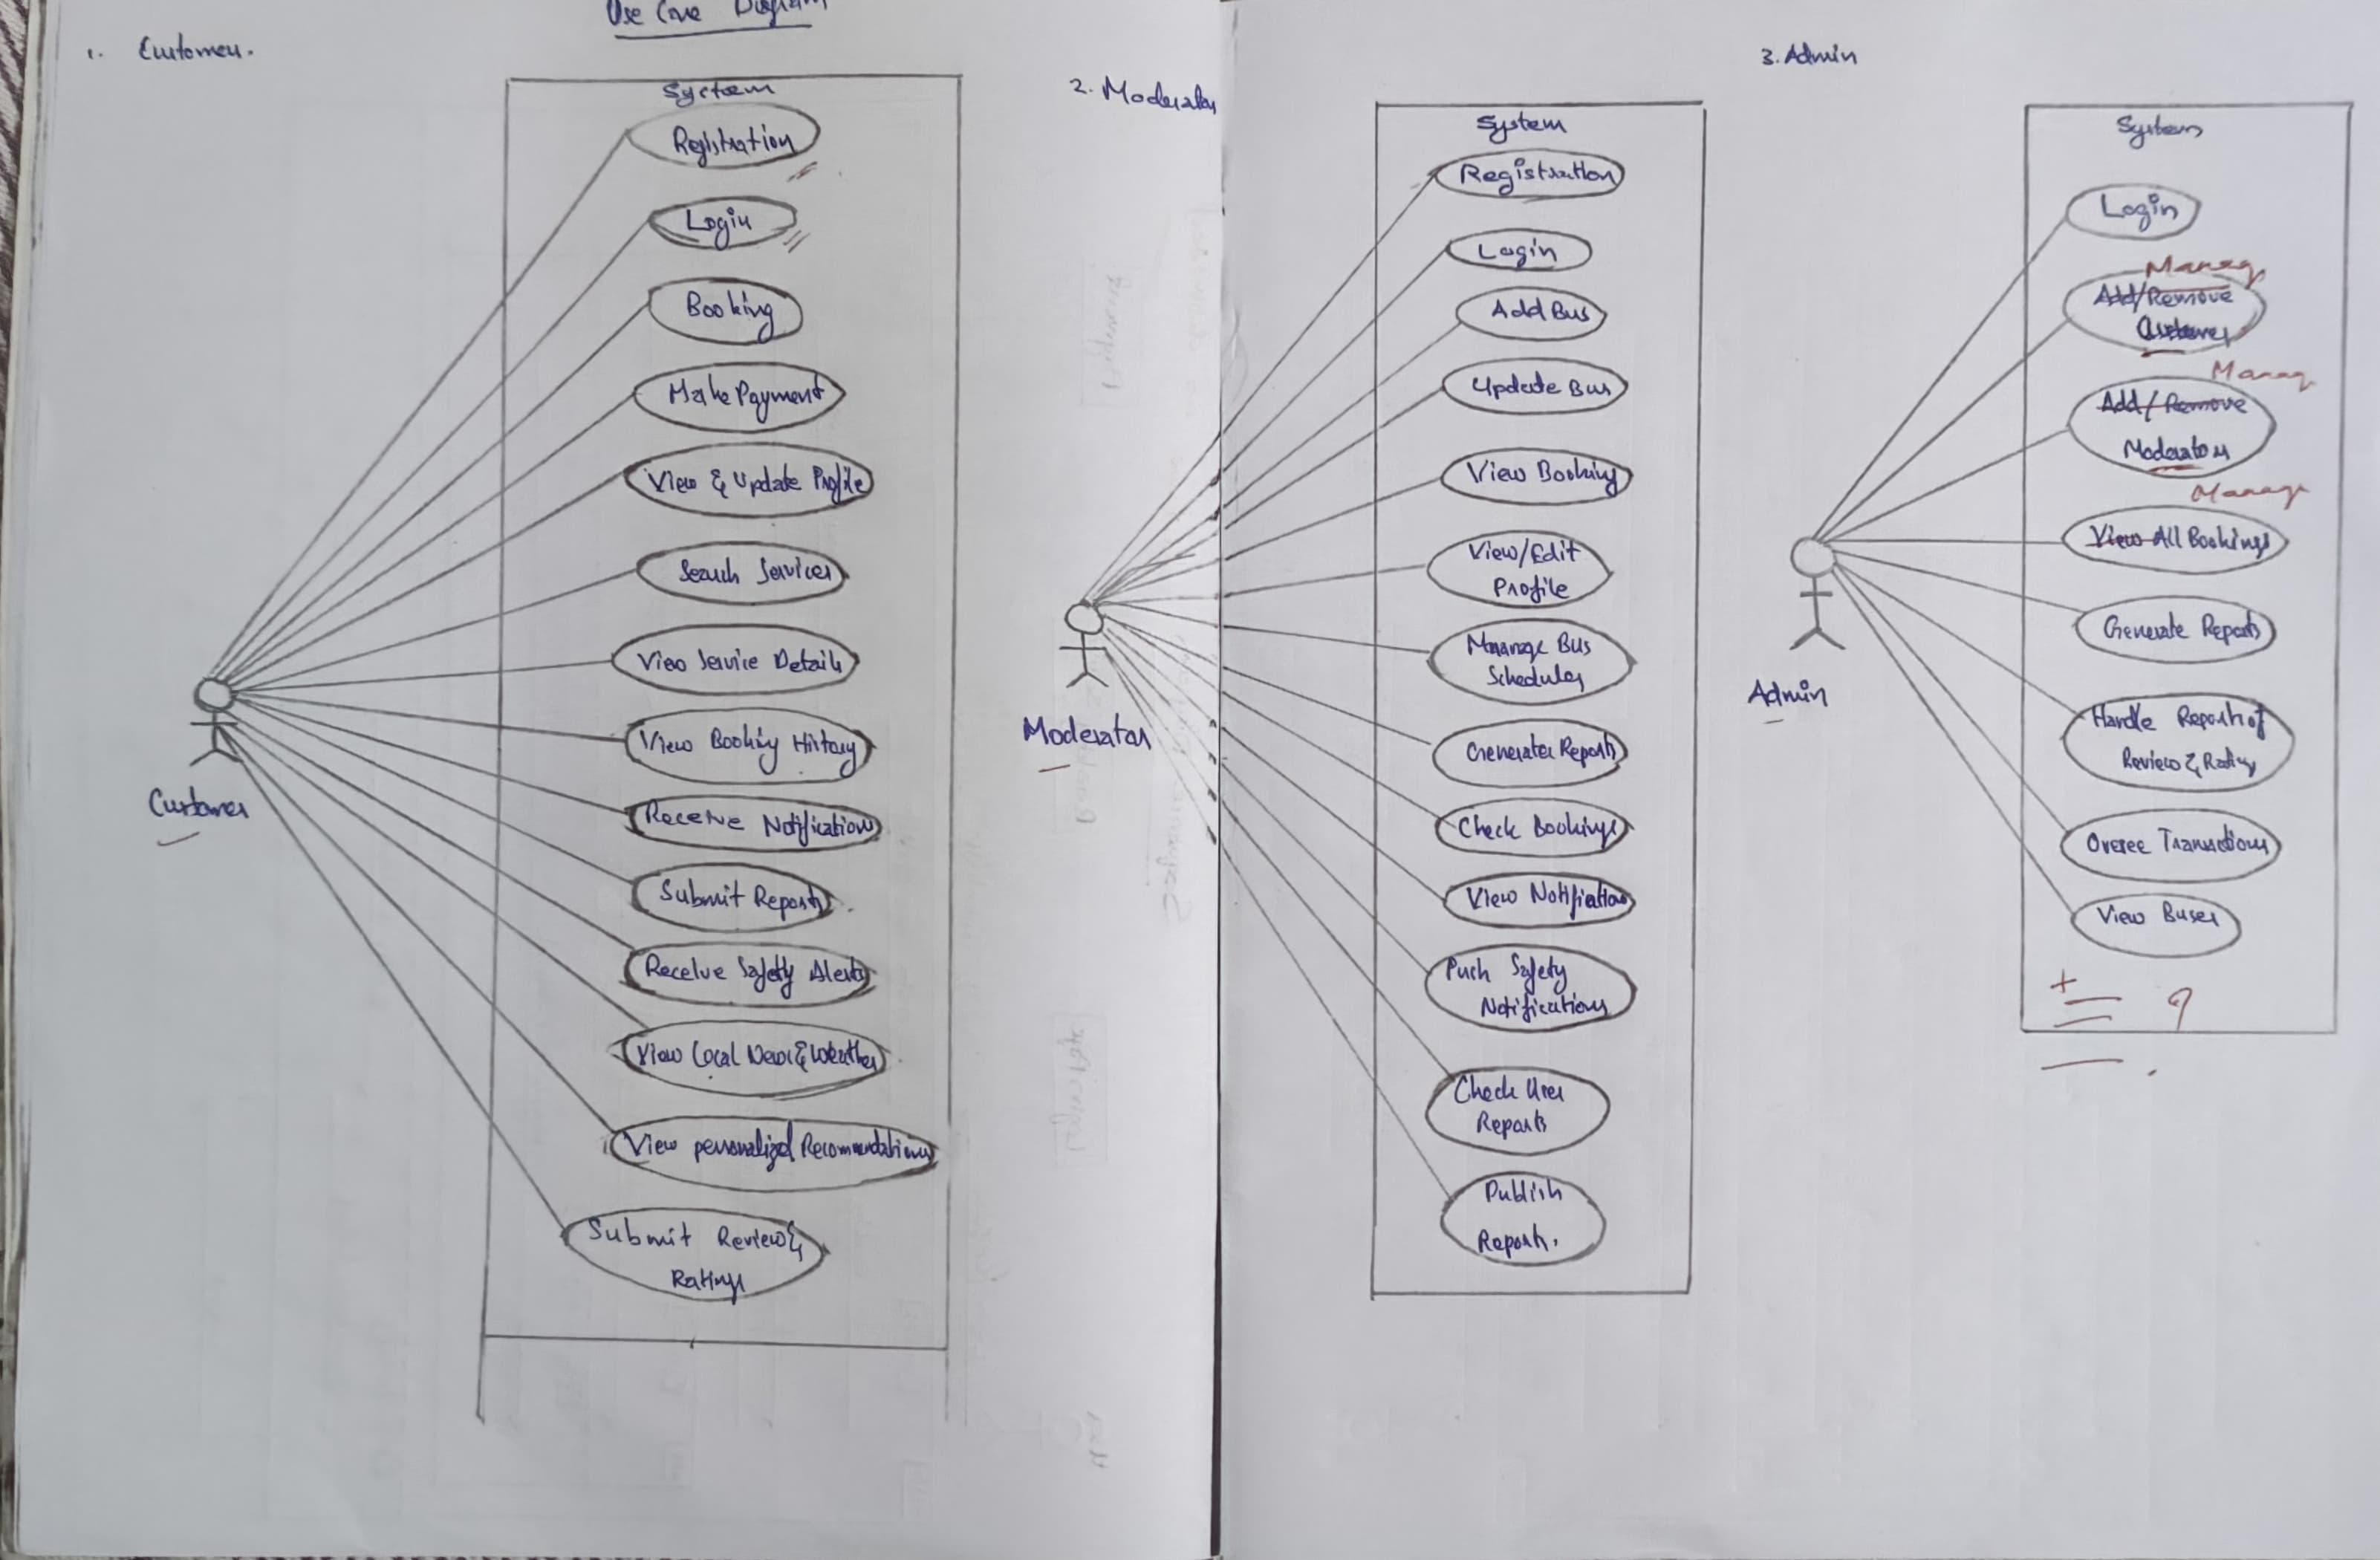 Use Case Diagram
1. Customer.
System
Registration
Login
Booking
Make Payment
View & Update Profile
Search Services
View Service Details
View Booking History
Receive Notifications
Submit Reports
Receive Safety Alerts
View Local News & Weather
View personalized Recommendations
Submit Review &
Ratings
Customer
2. Moderator
System
Registration
Login
Add Bus
Update Bus
View Booking
View/Edit
Profile
Manage Bus
Schedules
Generate Reports
Check Bookings
View Notifications
Push Safety
Notifications
Check User
Reports
Publish
Reports.
Moderator
3. Admin
System
Login
Manage
Add/Remove
Customer
Manage
Add/Remove
Moderators
Manage
View All Bookings
Generate Reports
Handle Reports of
Review & Rating
Oversee Transactions
View Buses
+
?
Admin